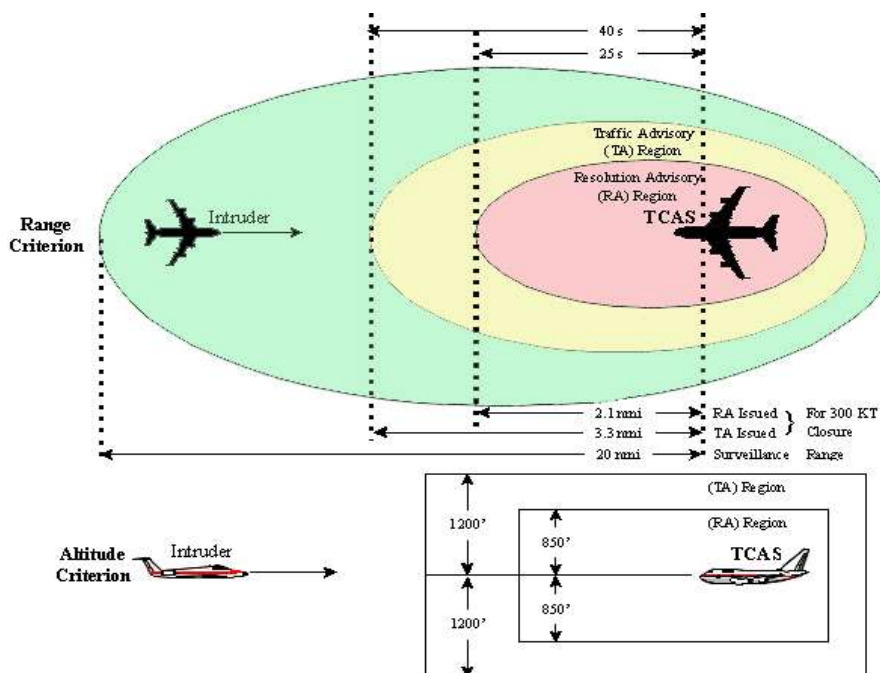 40 s
25 s
Traffic Advisory
(TA) Region
Resolution Advisory
(RA) Region
TCAS
Intruder
Range
Criterion
2.1 nmi RA Issued } For 300 KT
3.3 nmi TA Issued Closure
20 nmi Surveillance Range
(TA) Region
1200'
(RA) Region
850'
Altitude
Criterion
Intruder
TCAS
850'
1200'